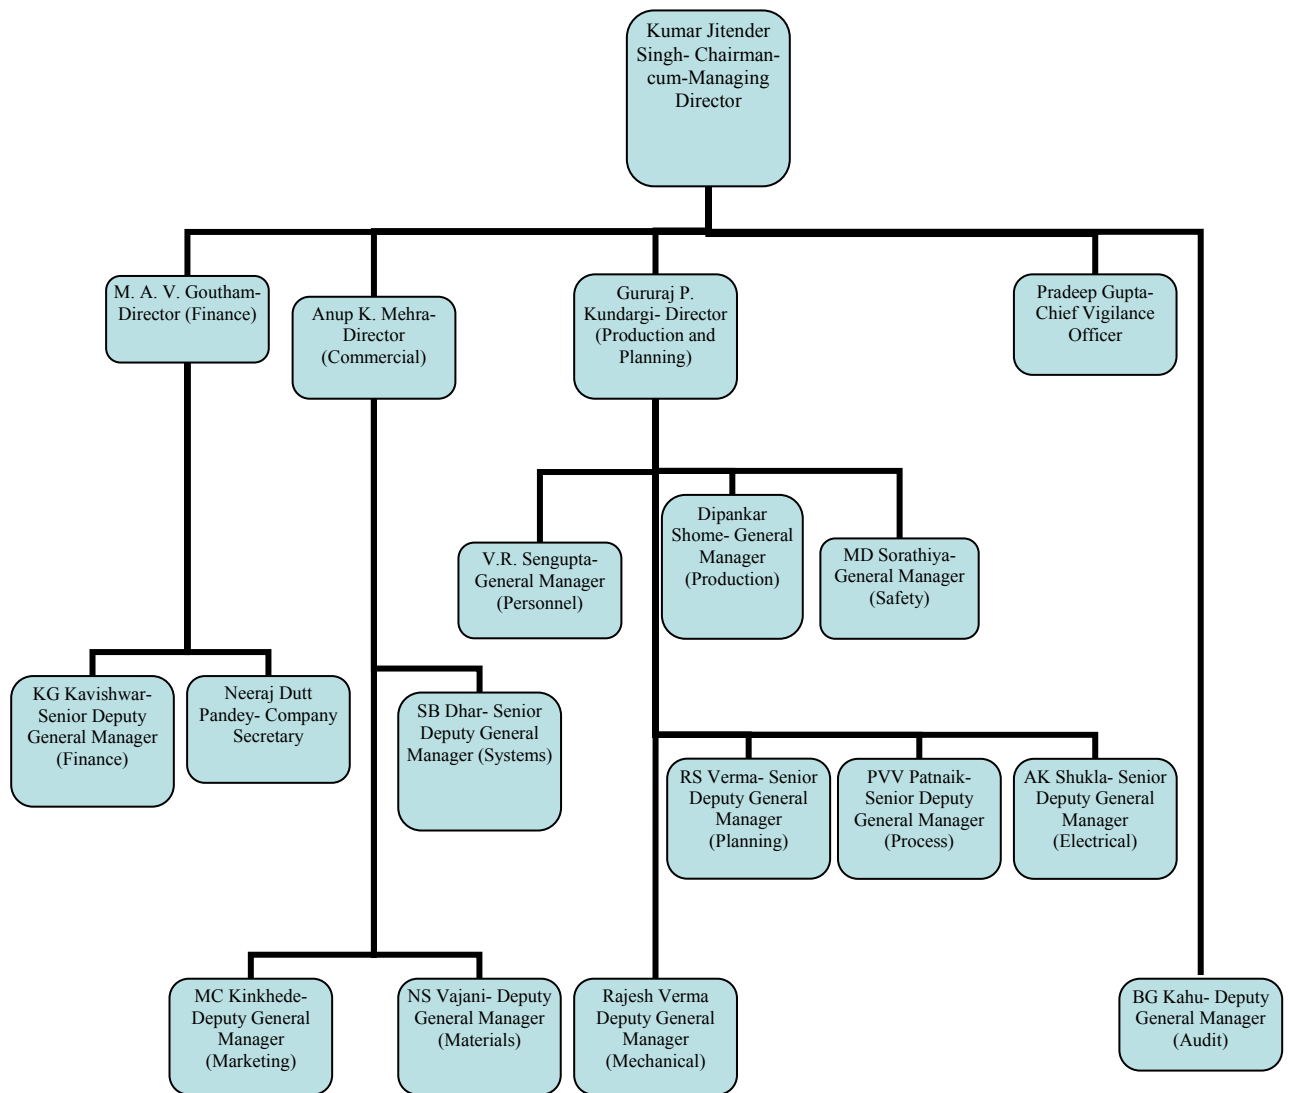 Kumar Jitender
Singh- Chairman-
cum-Managing
Director
M. A. V. Goutham-
Director (Finance)
Anup K. Mehra-
Director
(Commercial)
Gururaj P.
Kundargi- Director
(Production and
Planning)
Pradeep Gupta-
Chief Vigilance
Officer
V.R. Sengupta-
General Manager
(Personnel)
Dipankar
Shome- General
Manager
(Production)
MD Sorathiya-
General Manager
(Safety)
KG Kavishwar-
Senior Deputy
General Manager
(Finance)
Neeraj Dutt
Pandey- Company
Secretary
SB Dhar- Senior
Deputy General
Manager (Systems)
RS Verma- Senior
Deputy General
Manager
(Planning)
PVV Patnaik-
Senior Deputy
General Manager
(Process)
AK Shukla- Senior
Deputy General
Manager
(Electrical)
MC Kinkhede-
Deputy General
Manager
(Marketing)
NS Vajani- Deputy
General Manager
(Materials)
Rajesh Verma
Deputy General
Manager
(Mechanical)
BG Kahu- Deputy
General Manager
(Audit)